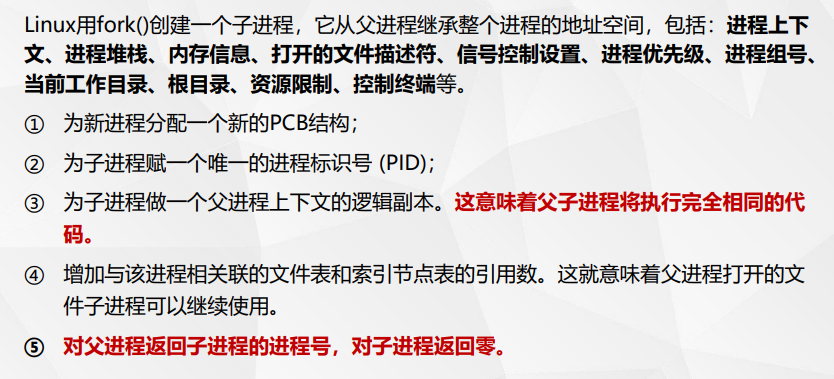 Linux用fork()创建一个子进程，它从父进程继承整个进程的地址空间，包括：进程上下
文、进程堆栈、内存信息、打开的文件描述符、信号控制设置、进程优先级、进程组号、
当前工作目录、根目录、资源限制、控制终端等。
① 为新进程分配一个新的PCB结构；
② 为子进程赋一个唯一的进程标识号 (PID)；
③ 为子进程做一个父进程上下文的逻辑副本。这意味着父子进程将执行完全相同的代
码。
④ 增加与该进程相关联的文件表和索引节点表的引用数。这就意味着父进程打开的文
件子进程可以继续使用。
⑤ 对父进程返回子进程的进程号，对子进程返回零。